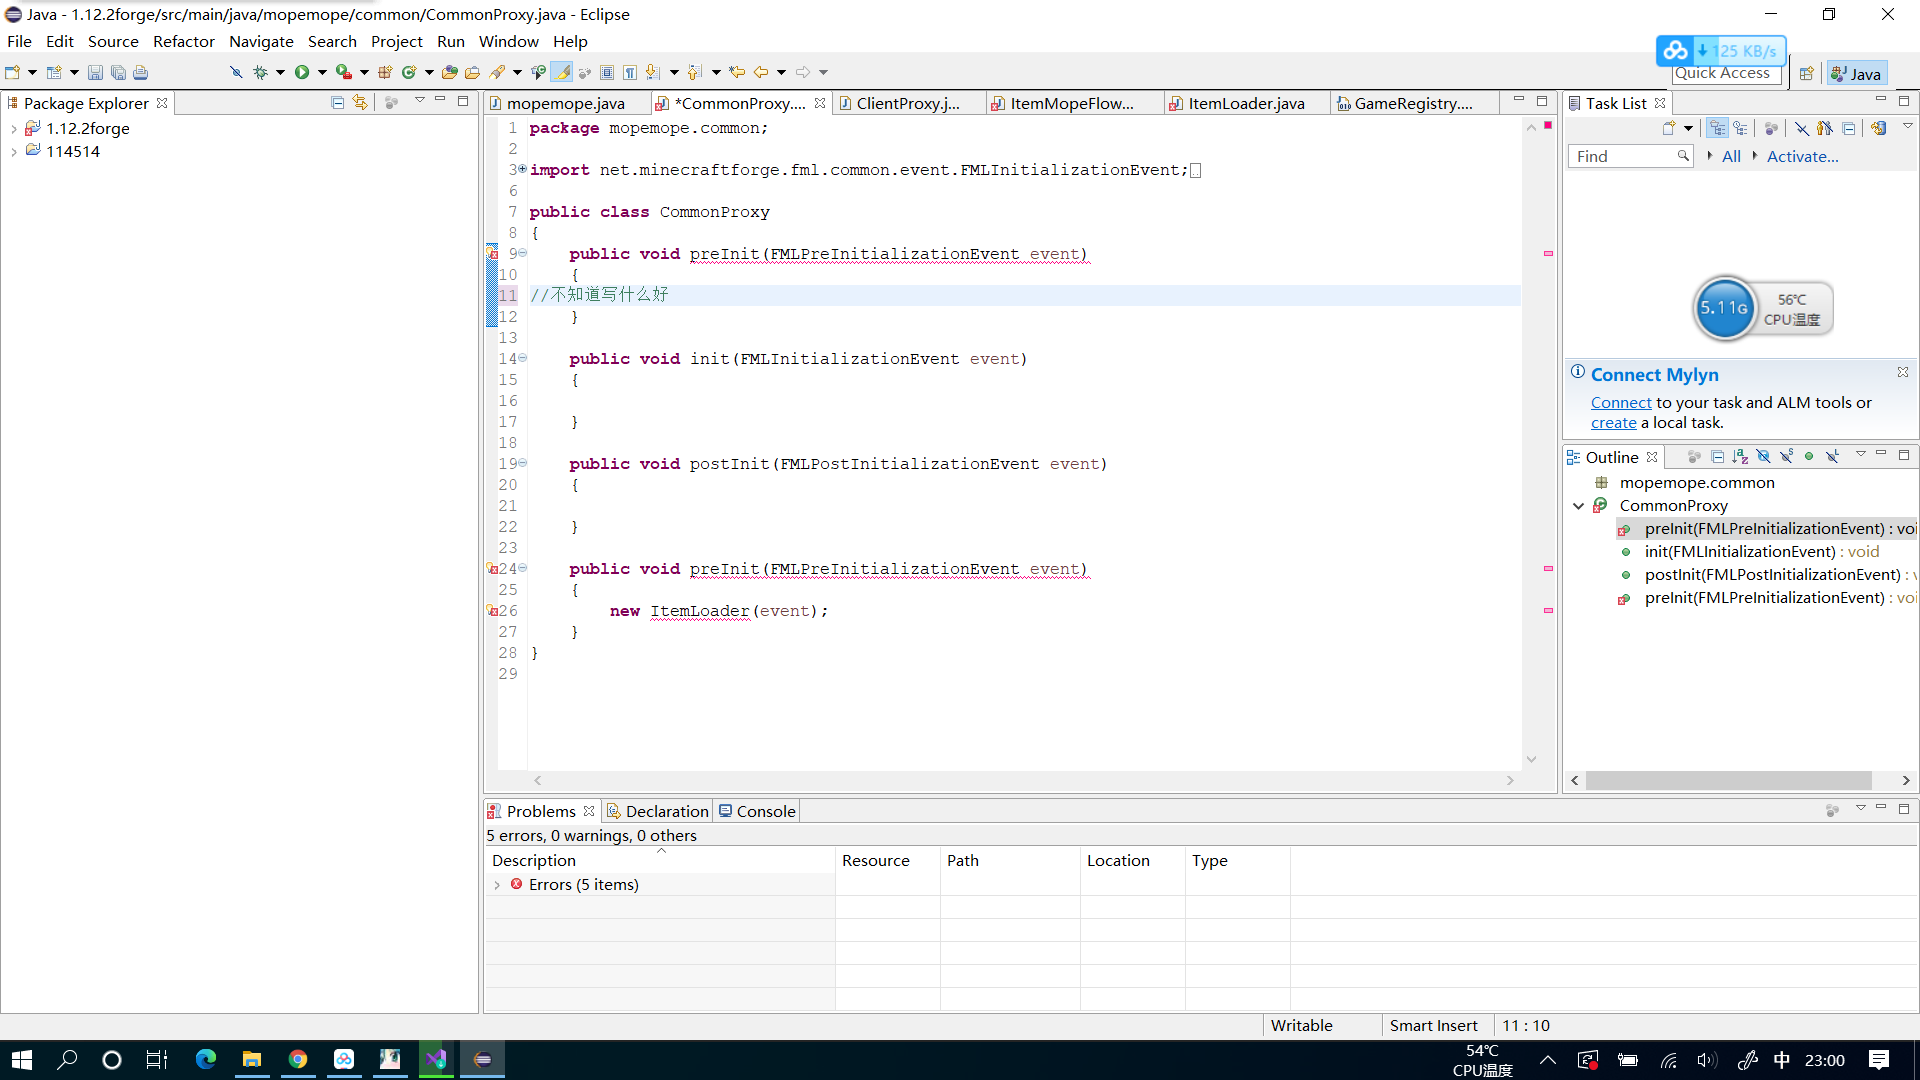 Java - 1.12.2forge/src/main/java/mopemope/common/CommonProxy.java - Eclipse
File Edit Source Refactor Navigate Search Project Run Window Help
125 KB/s
Quick Access
Java
Package Explorer
1.12.2forge
114514
mopemope.java
*CommonProxy....
ClientProxy.j...
ItemMopeFlow...
ItemLoader.java
GameRegistry....
1 package mopemope.common;
2
3 import net.minecraftforge.fml.common.event.FMLInitializationEvent;
6
7 public class CommonProxy
8 {
9 public void preInit(FMLPreInitializationEvent event)
10 {
11 //不知道写什么好
12 }
13
14 public void init(FMLInitializationEvent event)
15 {
16
17 }
18
19 public void postInit(FMLPostInitializationEvent event)
20 {
21
22 }
23
24 public void preInit(FMLPreInitializationEvent event)
25 {
26 new ItemLoader(event);
27 }
28 }
29
Task List
Find
All
Activate...
5.11G
56℃
CPU温度
Connect Mylyn
Connect to your task and ALM tools or
create a local task.
Outline
mopemope.common
CommonProxy
preInit(FMLPreInitializationEvent) : voi
init(FMLInitializationEvent) : void
postInit(FMLPostInitializationEvent) : v
preInit(FMLPreInitializationEvent) : voi
Problems
Declaration
Console
5 errors, 0 warnings, 0 others
Description Resource Path Location Type
Errors (5 items)
Writable
Smart Insert
11 : 10
54℃
CPU温度
中
23:00